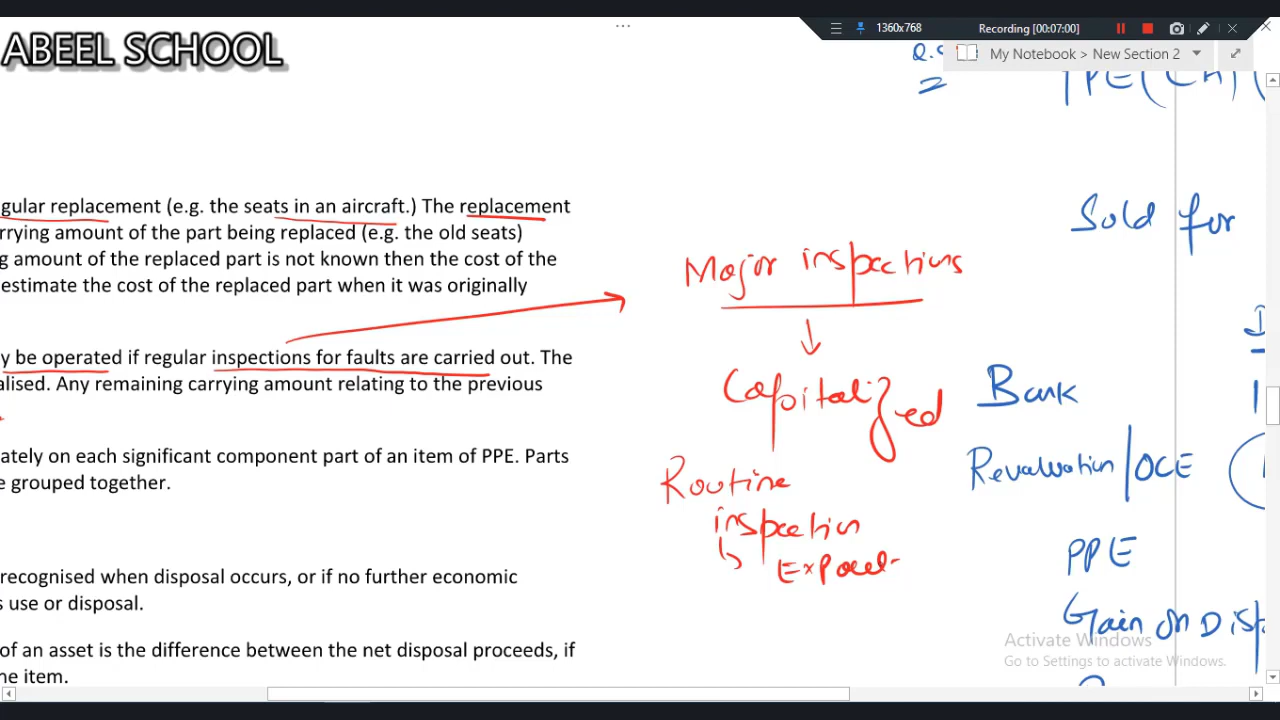 ABEEL SCHOOL
1360x768
Recording [00:07:00]
My Notebook > New Section 2
PPE
Sold for
gular replacement (e.g. the seats in an aircraft.) The replacement
rrying amount of the part being replaced (e.g. the old seats)
g amount of the replaced part is not known then the cost of the
estimate the cost of the replaced part when it was originally
y be operated if regular inspections for faults are carried out. The
alised. Any remaining carrying amount relating to the previous
ately on each significant component part of an item of PPE. Parts
e grouped together.
recognised when disposal occurs, or if no further economic
s use or disposal.
of an asset is the difference between the net disposal proceeds, if
ne item.
Major inspections
Capitalized
Routine
inspection
Bank
Revaluation/OCE
PPE
Gain on Disp
Activate Windows
Go to Settings to activate Windows.